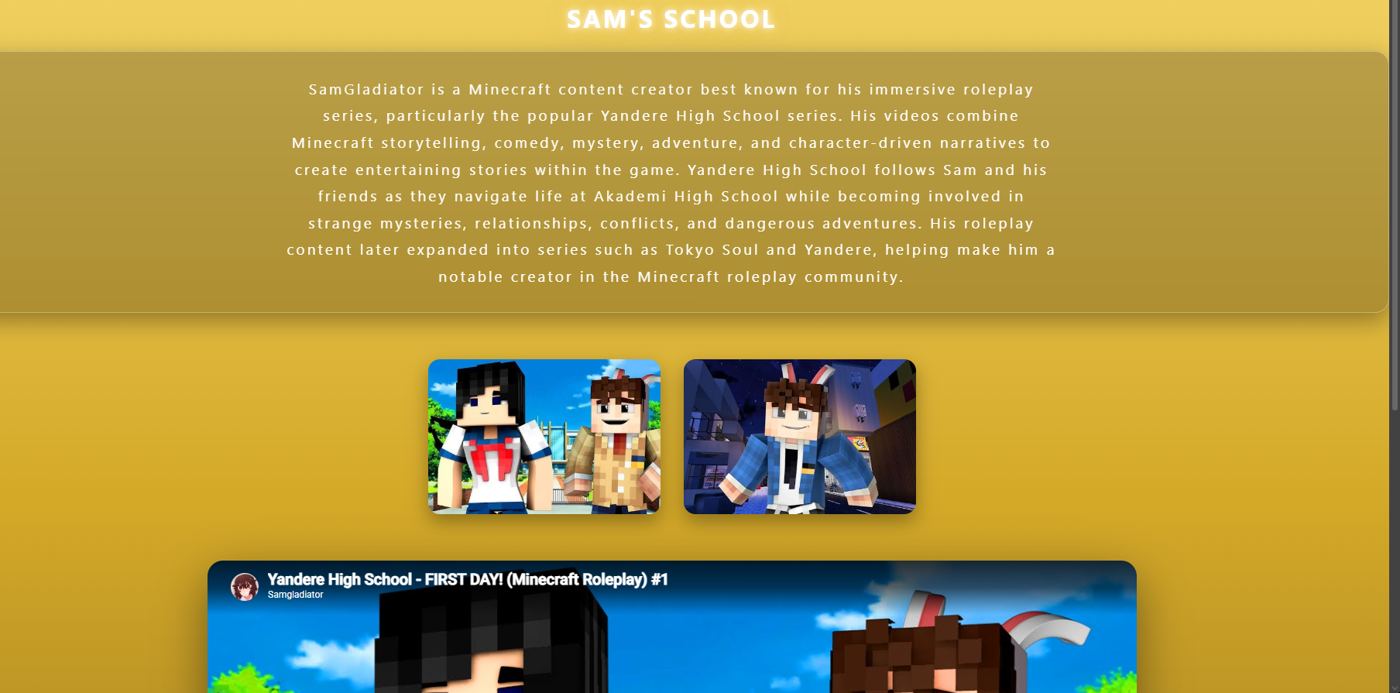 SAM'S SCHOOL
SamGladiator is a Minecraft content creator best known for his immersive roleplay
series, particularly the popular Yandere High School series. His videos combine
Minecraft storytelling, comedy, mystery, adventure, and character-driven narratives to
create entertaining stories within the game. Yandere High School follows Sam and his
friends as they navigate life at Akademi High School while becoming involved in
strange mysteries, relationships, conflicts, and dangerous adventures. His roleplay
content later expanded into series such as Tokyo Soul and Yandere, helping make him a
notable creator in the Minecraft roleplay community.
Yandere High School - FIRST DAY! (Minecraft Roleplay) #1
Samgladiator